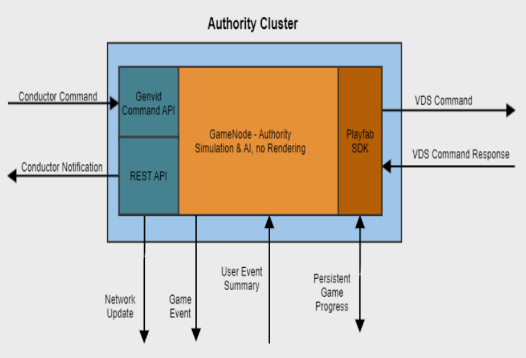 Authority Cluster
Conductor Command
Genvid
Command API
GameNode - Authority
Simulation & AI, no Rendering
Playfab
SDK
VDS Command
VDS Command Response
Conductor Notification
REST API
Network
Update
Game
Event
User Event
Summary
Persistent
Game
Progress